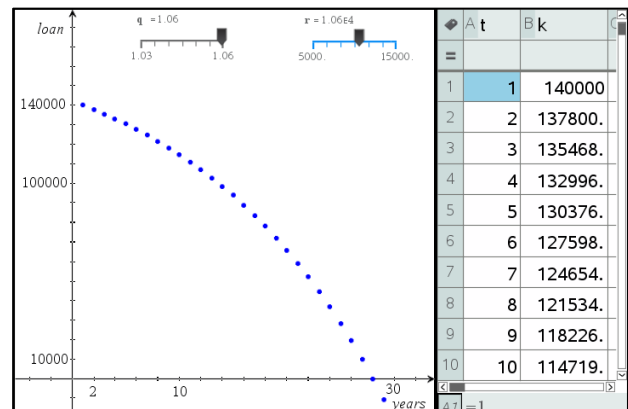 loan
q =1.06
1.03 1.06
r = 1.06E4
5000. 15000.
140000
100000
10000
2 10 30
years
A t B k C
=
1 1 140000
2 2 137800.
3 3 135468.
4 4 132996.
5 5 130376.
6 6 127598.
7 7 124654.
8 8 121534.
9 9 118226.
10 10 114719.
A1 =1